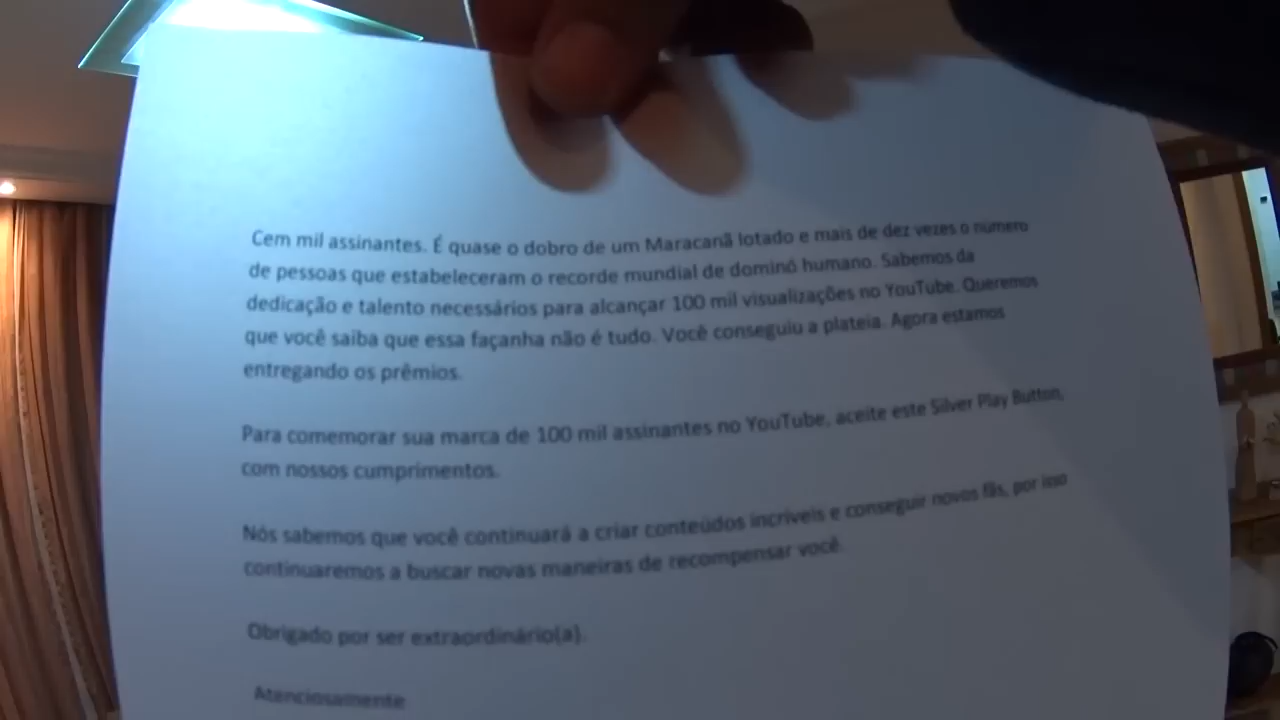 Cem mil assinantes. É quase o dobro de um Maracanã lotado e mais de dez vezes o número
de pessoas que estabeleceram o recorde mundial de dominó humano. Sabemos da
dedicação e talento necessários para alcançar 100 mil visualizações no YouTube. Queremos
que você saiba que essa façanha não é tudo. Você conseguiu a plateia. Agora estamos
entregando os prêmios.
Para comemorar sua marca de 100 mil assinantes no YouTube, aceite este Silver Play Button,
com nossos cumprimentos.
Nós sabemos que você continuará a criar conteúdos incríveis e conseguir novos fãs, por isso
continuaremos a buscar novas maneiras de recompensar você.
Obrigado por ser extraordinário(a).
Atenciosamente